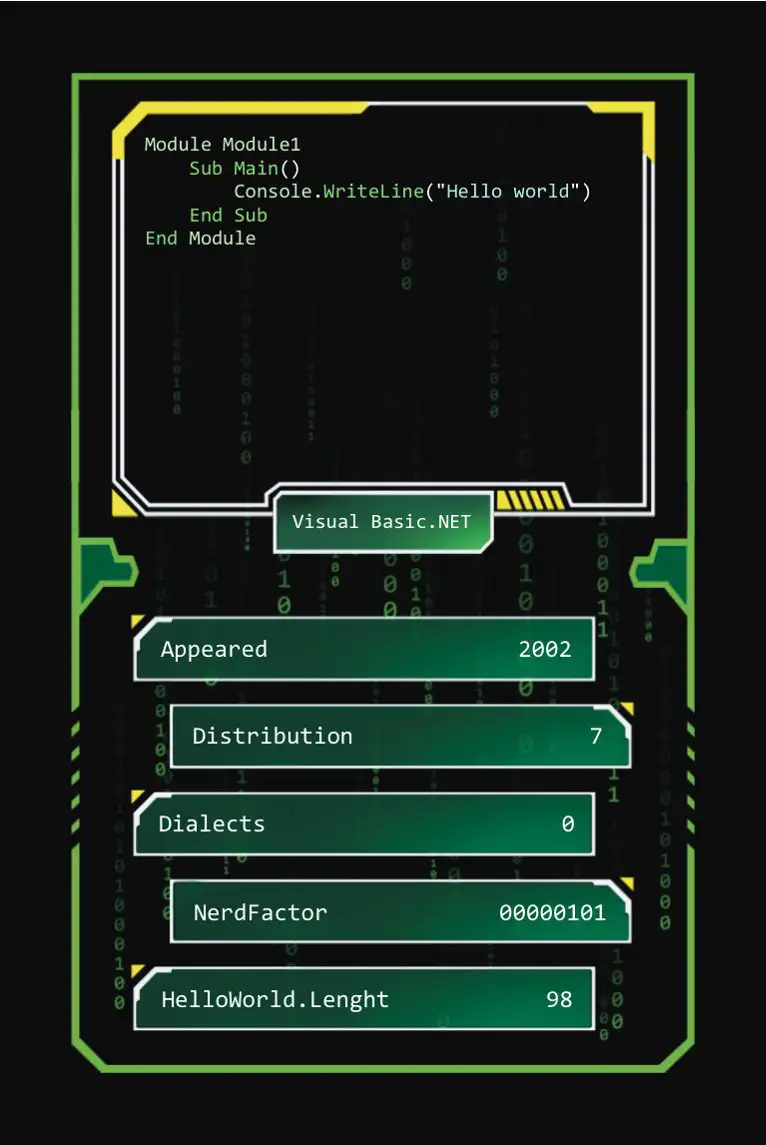 Module Module1
    Sub Main()
        Console.WriteLine("Hello world")
    End Sub
End Module
Visual Basic.NET
Appeared 2002
Distribution 7
Dialects 0
NerdFactor 00000101
HelloWorld.Lenght 98